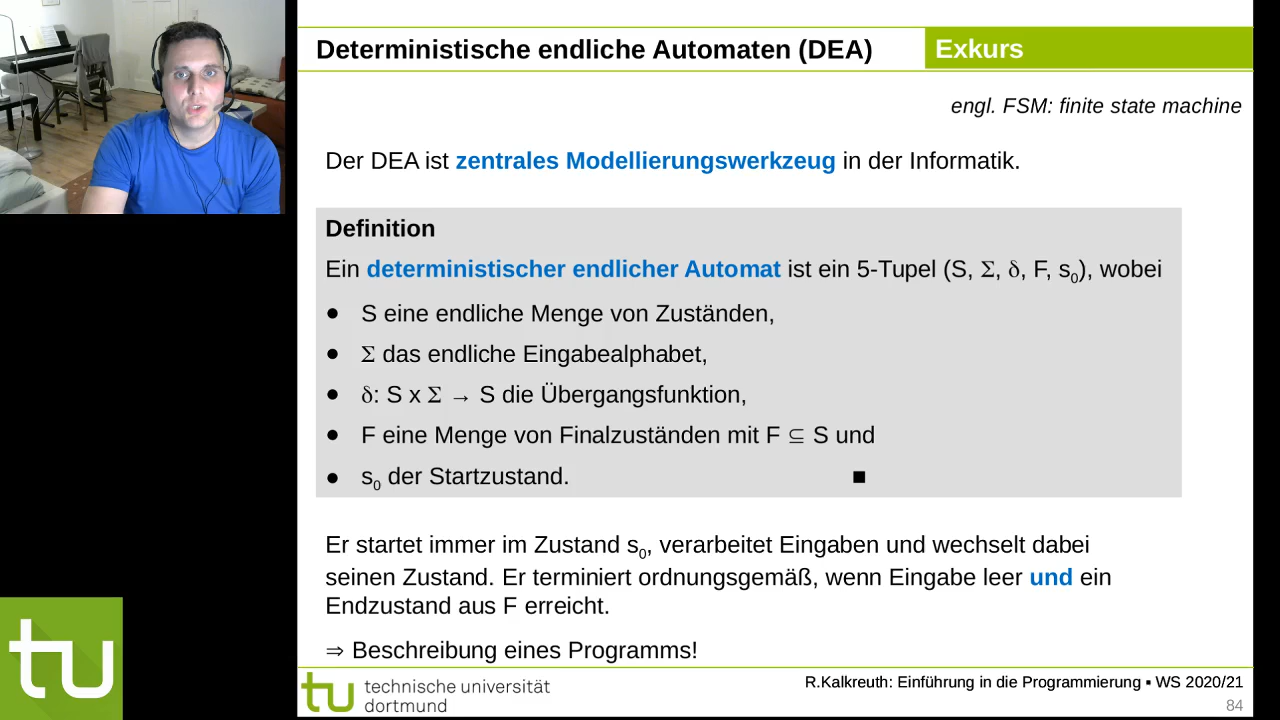 Deterministische endliche Automaten (DEA)
Exkurs
engl. FSM: finite state machine
Der DEA ist zentrales Modellierungswerkzeug in der Informatik.
Definition
Ein deterministischer endlicher Automat ist ein 5-Tupel (S, Σ, δ, F, s₀), wobei
● S eine endliche Menge von Zuständen,
● Σ das endliche Eingabealphabet,
● δ: S x Σ → S die Übergangsfunktion,
● F eine Menge von Finalzuständen mit F ⊆ S und
● s₀ der Startzustand. ■
Er startet immer im Zustand s₀, verarbeitet Eingaben und wechselt dabei
seinen Zustand. Er terminiert ordnungsgemäß, wenn Eingabe leer und ein
Endzustand aus F erreicht.
⇒ Beschreibung eines Programms!
tu
tu technische universität
dortmund
R.Kalkreuth: Einführung in die Programmierung ▪ WS 2020/21
84